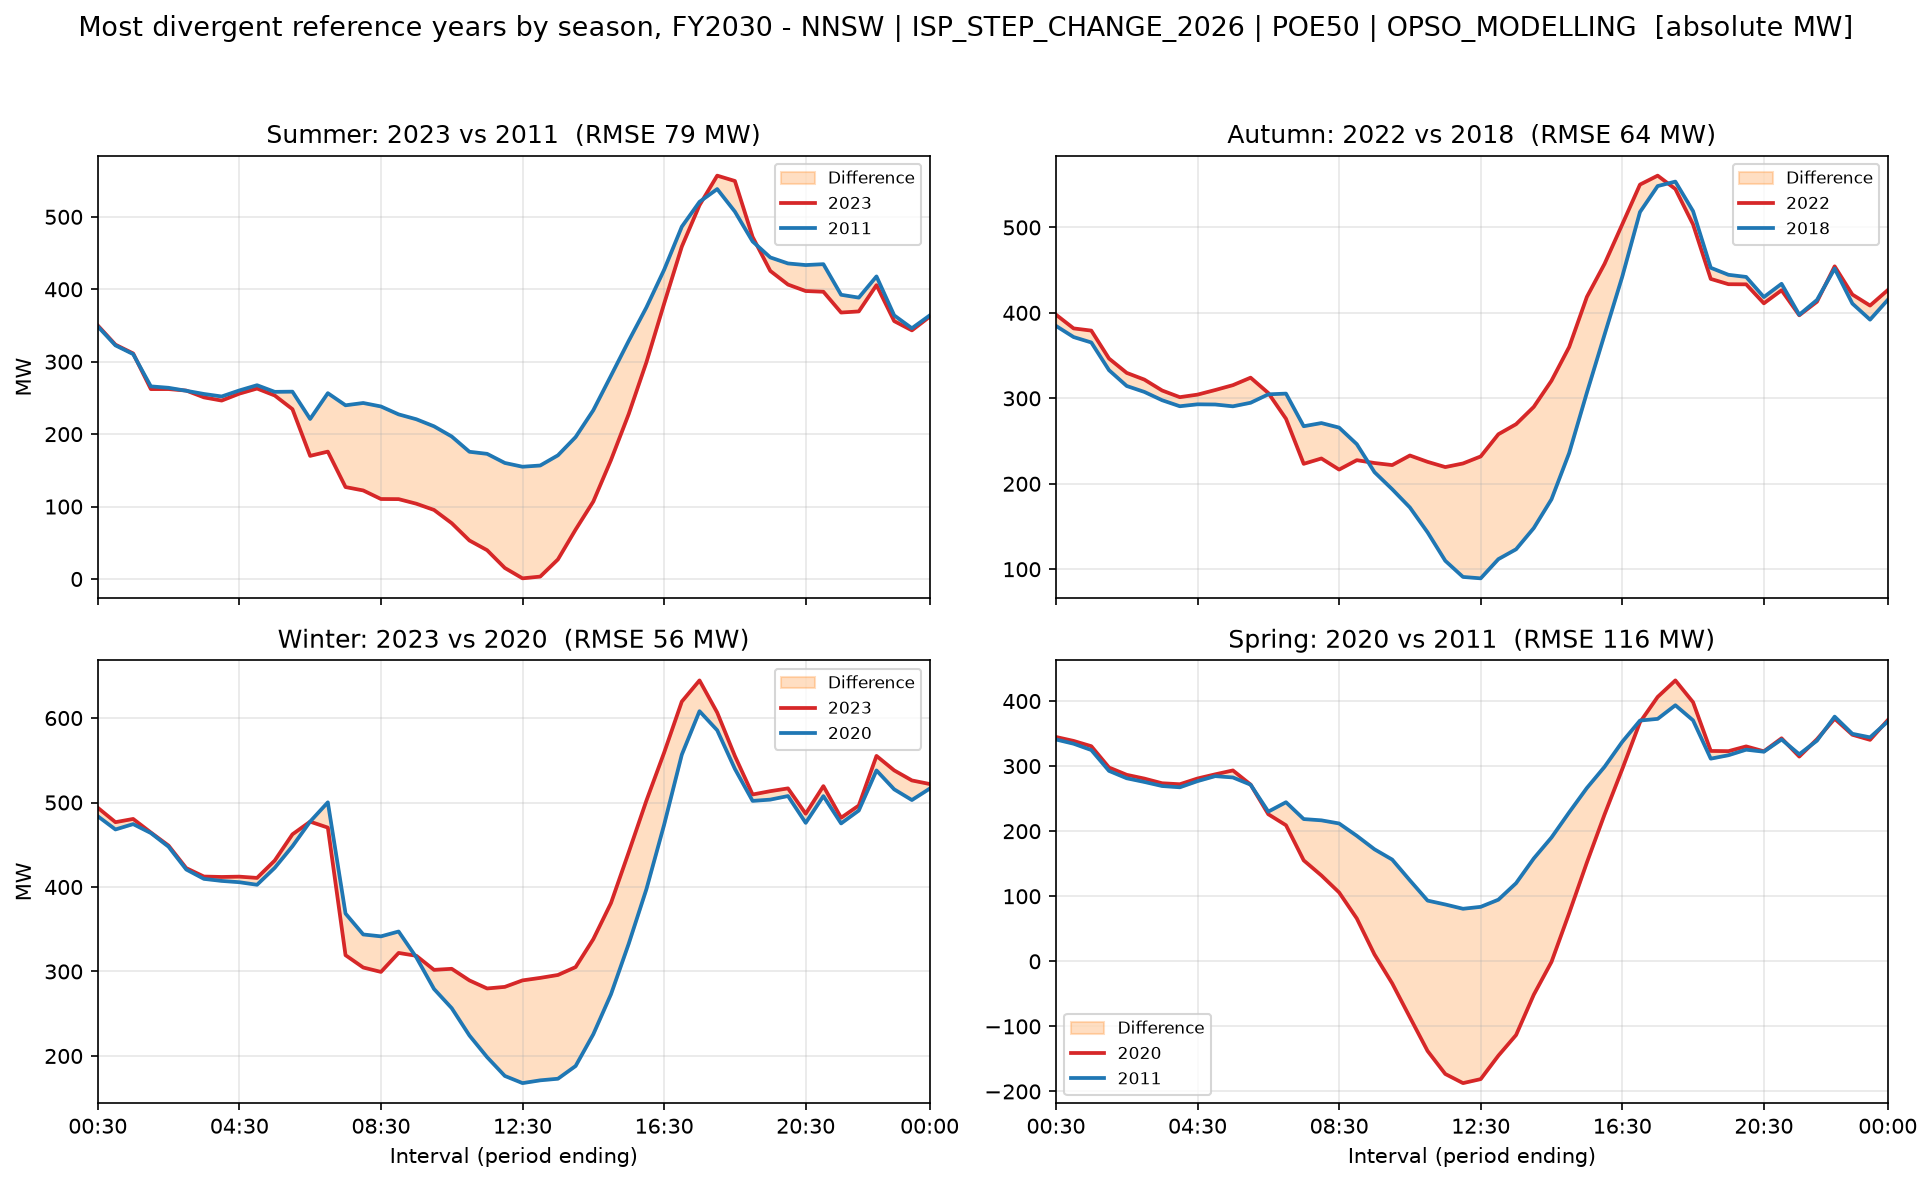 Most divergent reference years by season, FY2030 - NNSW | ISP_STEP_CHANGE_2026 | POE50 | OPSO_MODELLING  [absolute MW]
Summer: 2023 vs 2011  (RMSE 79 MW)
Difference
2023
2011
500
400
300
200
100
0
MW
Autumn: 2022 vs 2018  (RMSE 64 MW)
Difference
2022
2018
500
400
300
200
100
Winter: 2023 vs 2020  (RMSE 56 MW)
Difference
2023
2020
600
500
400
300
200
MW
00:30 04:30 08:30 12:30 16:30 20:30 00:00
Interval (period ending)
Spring: 2020 vs 2011  (RMSE 116 MW)
400
300
200
100
0
−100
−200
Difference
2020
2011
00:30 04:30 08:30 12:30 16:30 20:30 00:00
Interval (period ending)